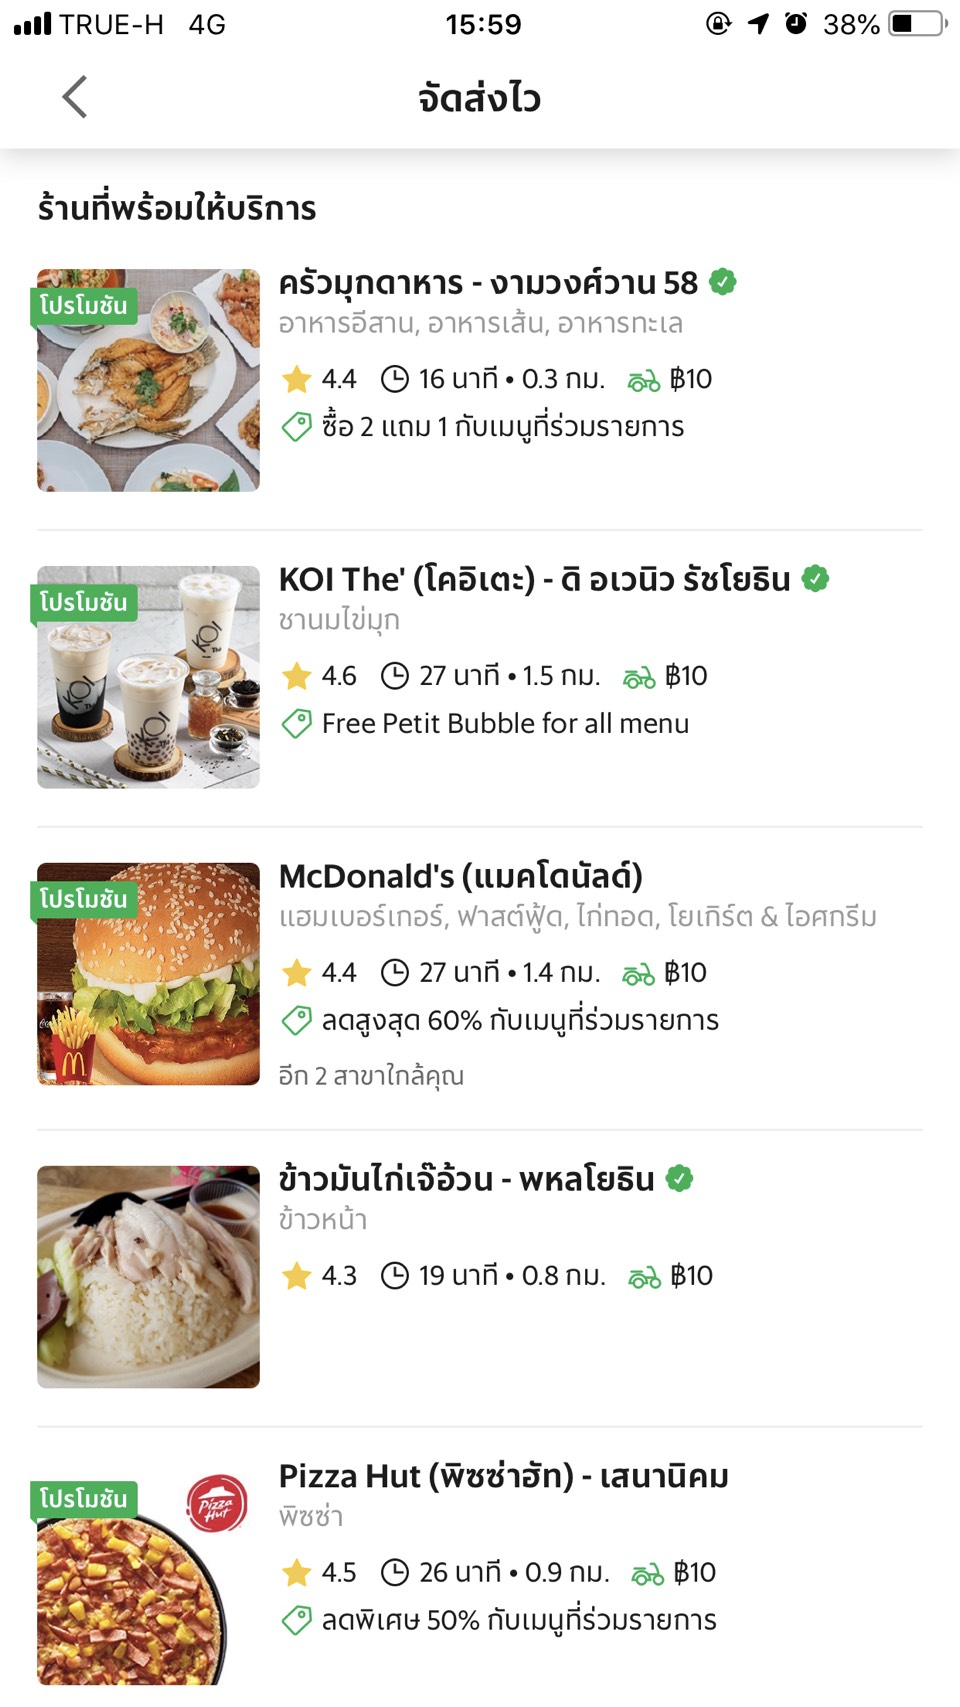 TRUE-H 4G 15:59 38%
จัดส่งไว
ร้านที่พร้อมให้บริการ
โปรโมชัน
ครัวมุกดาหาร - งามวงศ์วาน 58
อาหารอีสาน, อาหารเส้น, อาหารทะเล
4.4 16 นาที • 0.3 กม. ฿10
ซื้อ 2 แถม 1 กับเมนูที่ร่วมรายการ
โปรโมชัน
KOI The' (โคอิเตะ) - ดิ อเวนิว รัชโยธิน
ชานมไข่มุก
4.6 27 นาที • 1.5 กม. ฿10
Free Petit Bubble for all menu
KOI The
KOI The
KOI
โปรโมชัน
McDonald's (แมคโดนัลด์)
แฮมเบอร์เกอร์, ฟาสต์ฟู้ด, ไก่ทอด, โยเกิร์ต & ไอศกรีม
4.4 27 นาที • 1.4 กม. ฿10
ลดสูงสุด 60% กับเมนูที่ร่วมรายการ
อีก 2 สาขาใกล้คุณ
ข้าวมันไก่เจ๊อ้วน - พหลโยธิน
ข้าวหน้า
4.3 19 นาที • 0.8 กม. ฿10
โปรโมชัน
Pizza Hut
Pizza Hut (พิซซ่าฮัท) - เสนานิคม
พิซซ่า
4.5 26 นาที • 0.9 กม. ฿10
ลดพิเศษ 50% กับเมนูที่ร่วมรายการ